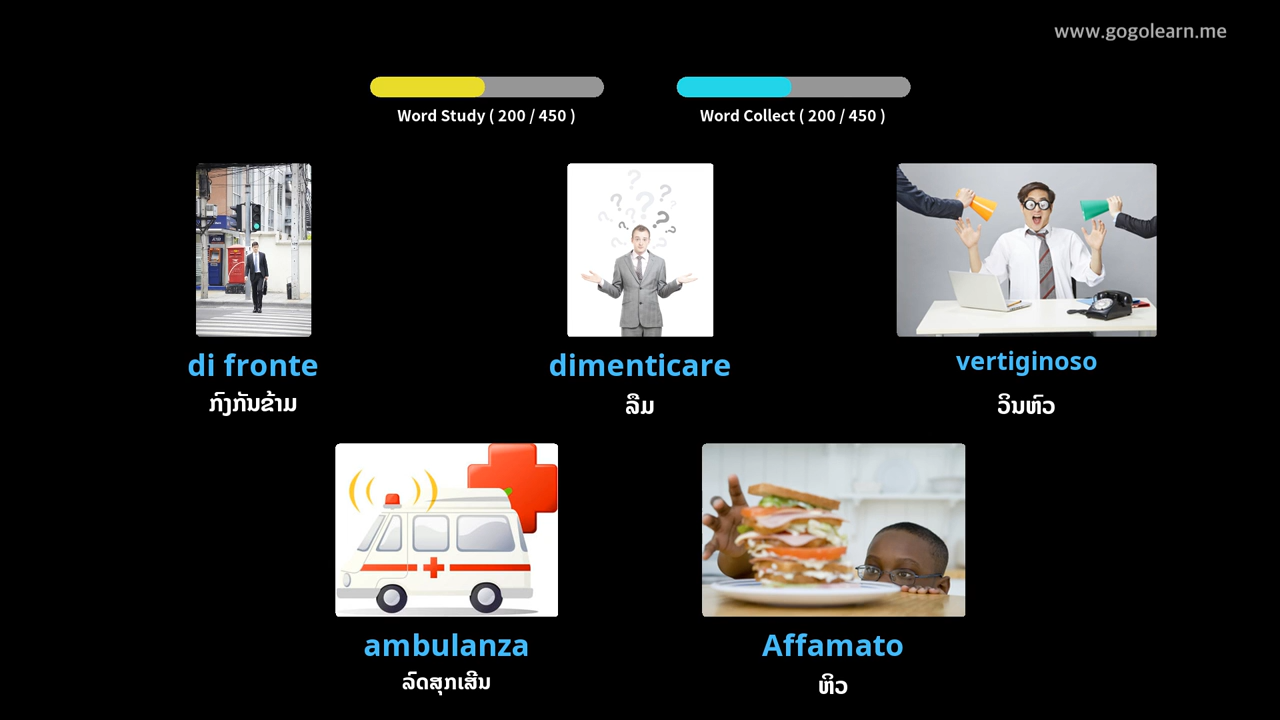 www.gogolearn.me
Word Study ( 200 / 450 )
Word Collect ( 200 / 450 )
di fronte
ກົງກັນຂ້າມ
dimenticare
ລືມ
vertiginoso
ວິນຫົວ
ambulanza
ລົດສຸກເສີນ
Affamato
ຫິວ